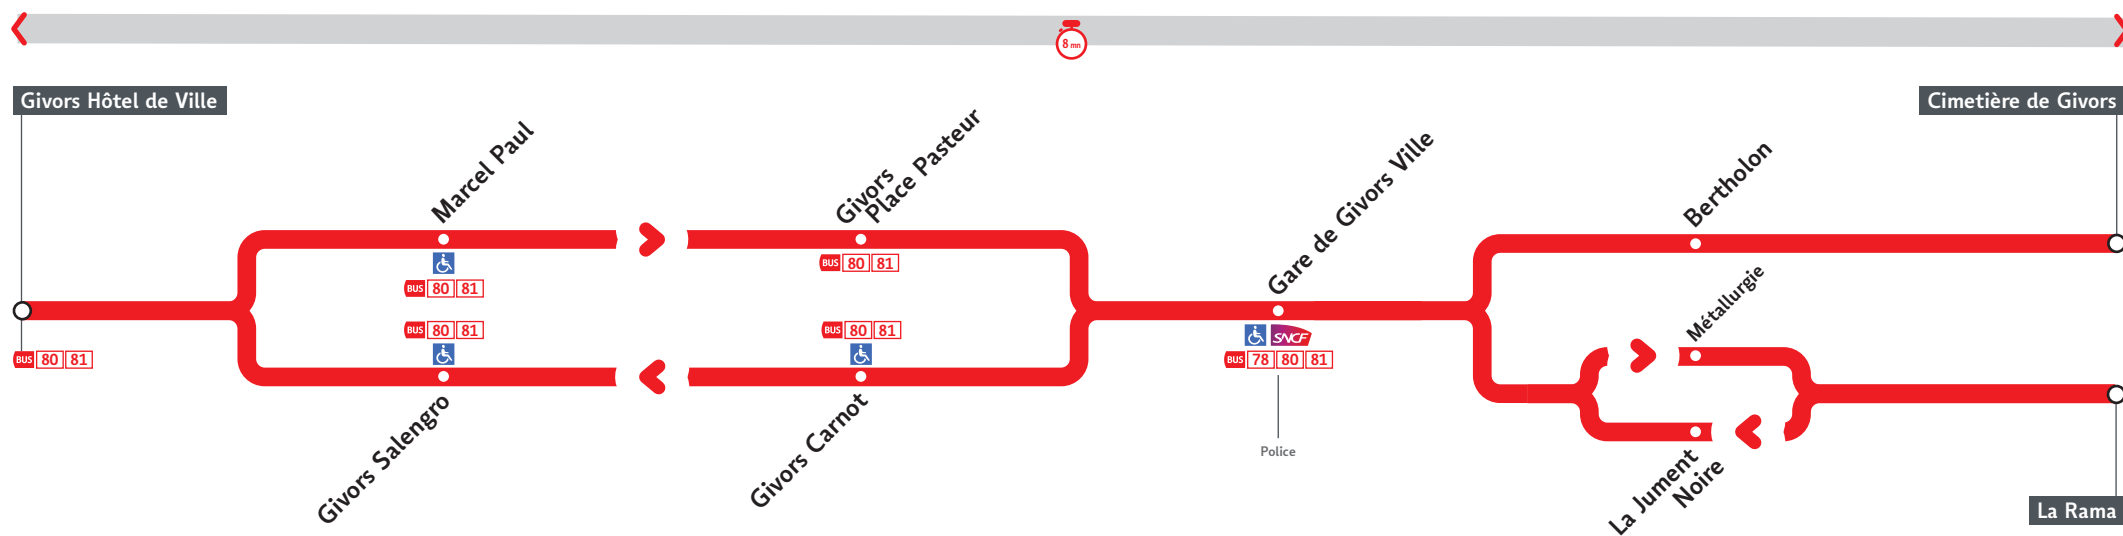 8 mn
Givors Hôtel de Ville
Cimetière de Givors
Marcel Paul
Givors
Place Pasteur
Gare de Givors Ville
Bertholon
BUS 80 81
BUS 80 81
Métallurgie
BUS 80 81
BUS 80 81
SNCF
BUS 80 81
BUS 78 80 81
Givors Salengro
Givors Carnot
Police
La Jument
Noire
La Rama